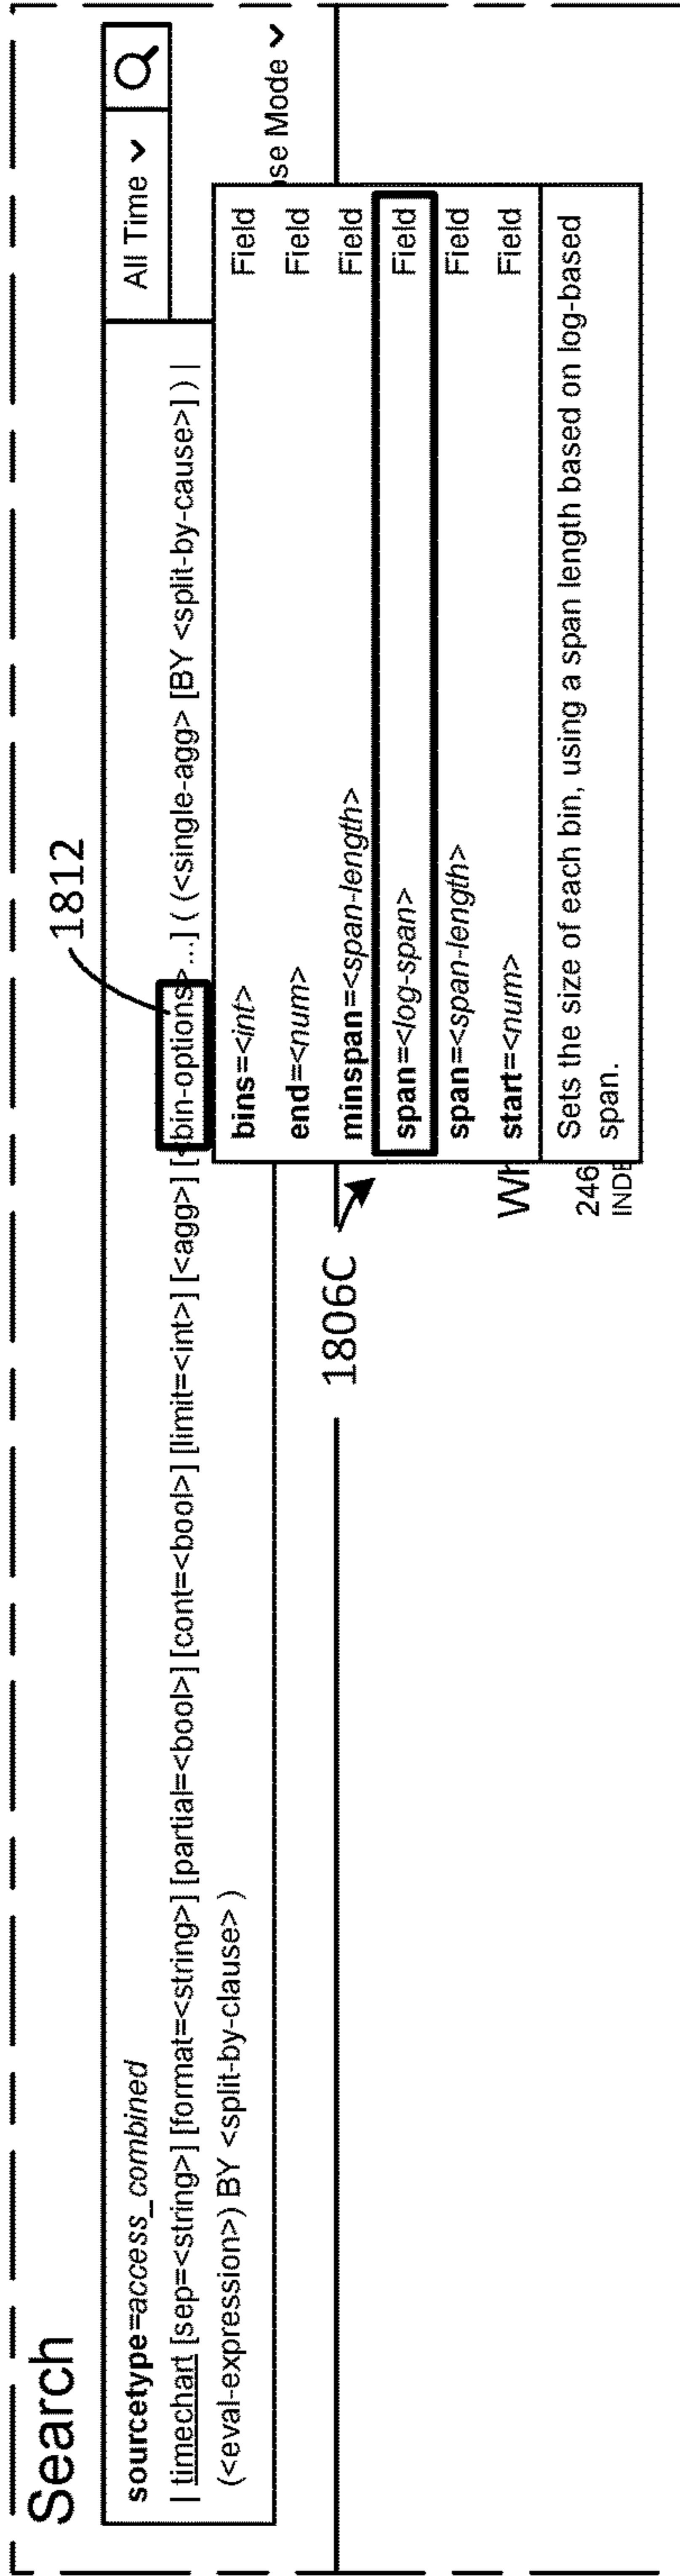 Search
1812
sourcetype=access_combined
All Time
| timechart [sep=<string>] [format=<string>] [partial=<bool>] [cont=<bool>] [limit=<int>] [<agg>] [<bin-options>...] ( (<single-agg> [BY <split-by-cause>] ) |
(<eval-expression>) BY <split-by-clause> )
se Mode
bins=<int> Field
end=<num> Field
minspan=<span-length> Field
1806C
span=<log-span> Field
span=<span-length> Field
start=<num> Field
Wh
Sets the size of each bin, using a span length based on log-based
span.
246
INDE